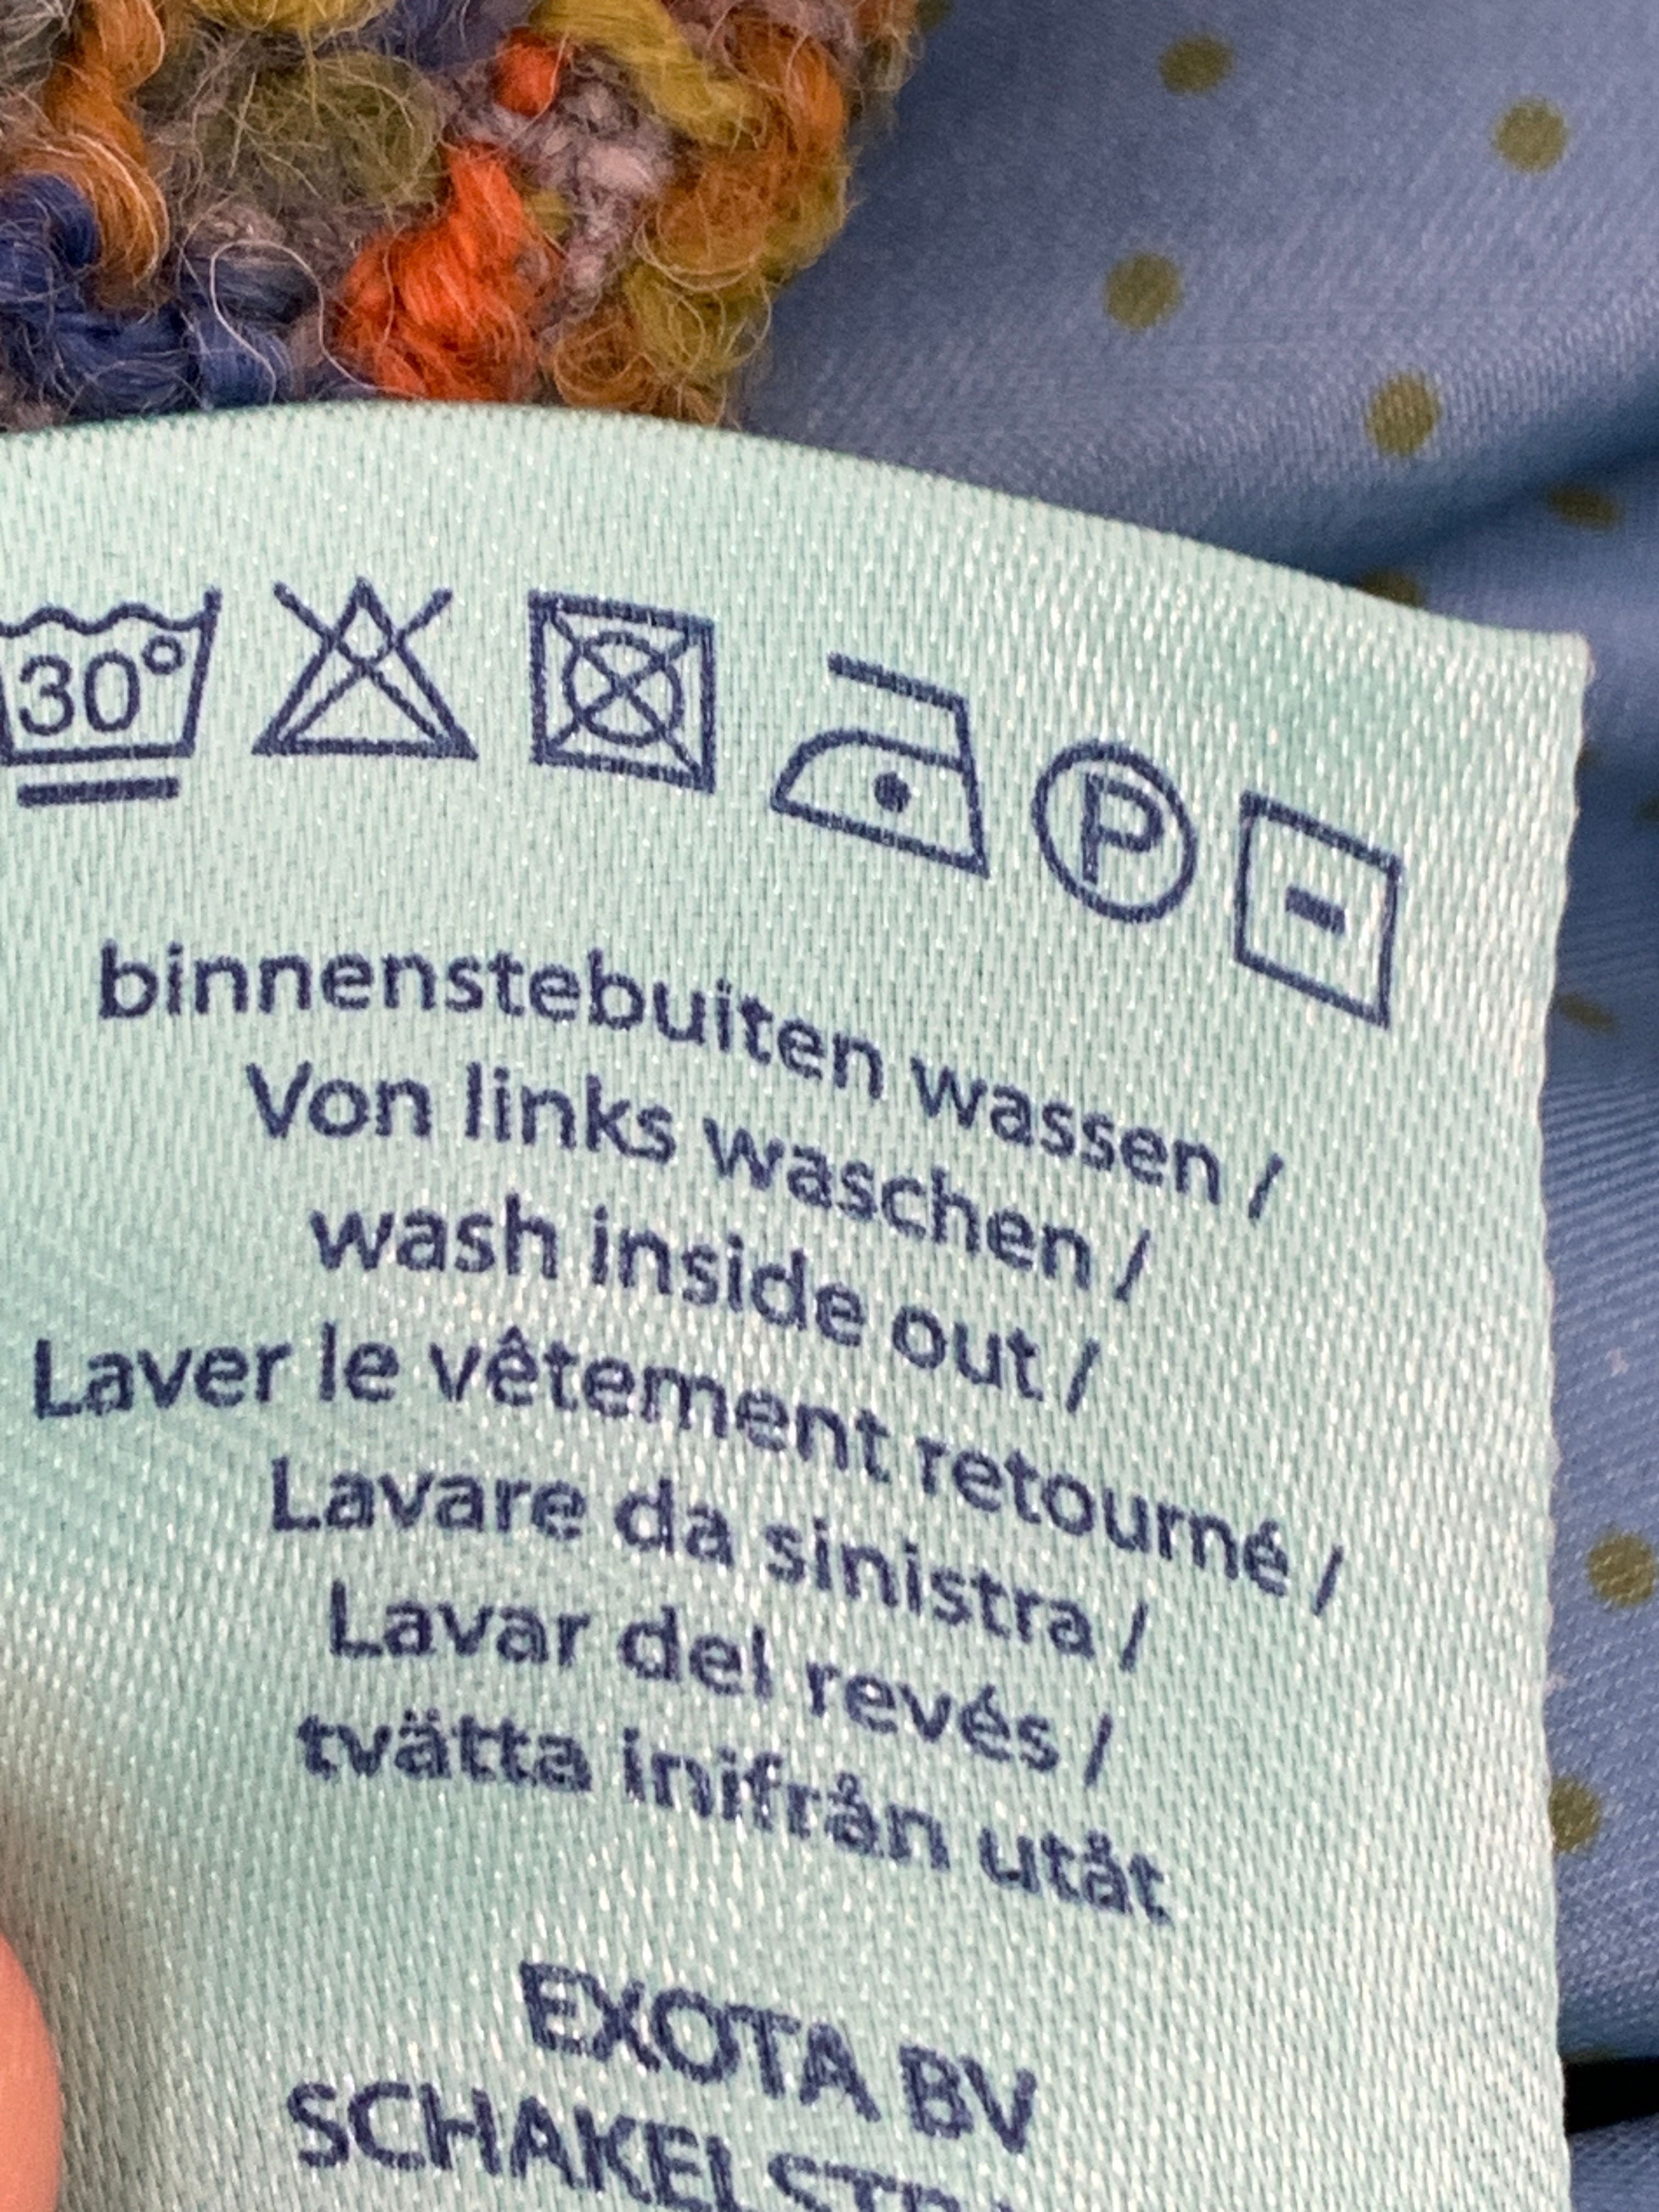 30°
P
binnenstebuiten wassen /
Von links waschen /
wash inside out /
Laver le vêtement retourné /
Lavare da sinistra /
Lavar del revés /
tvätta inifrån utåt
EXOTA BV